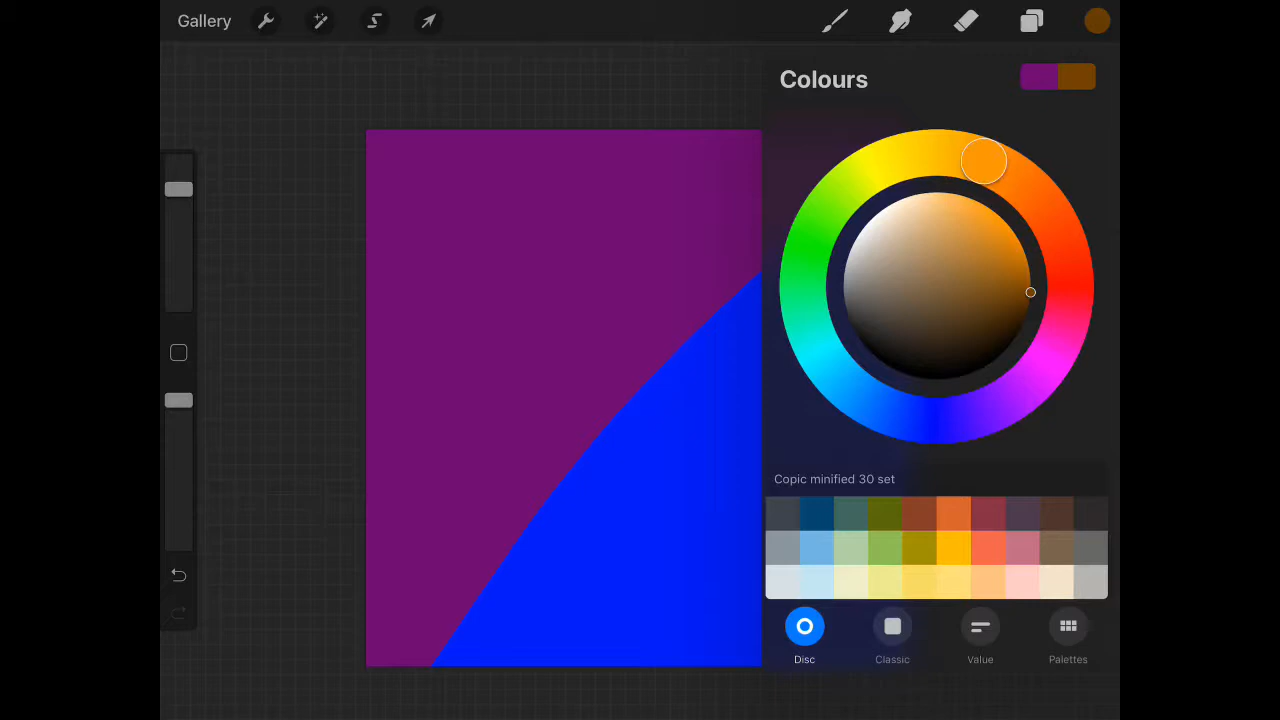 Gallery
Colours
Copic minified 30 set
Disc
Classic
Value
Palettes